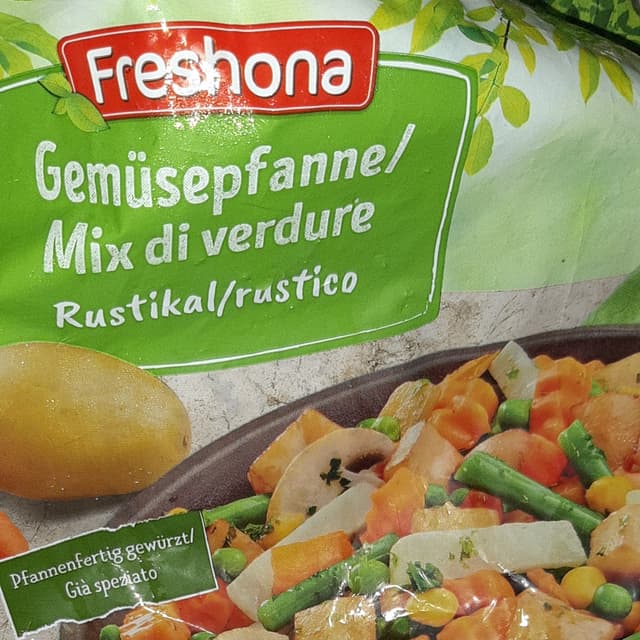 Freshona
Gemüsepfanne/
Mix di verdure
Rustikal/rustico
Pfannenfertig gewürzt/
Già speziato